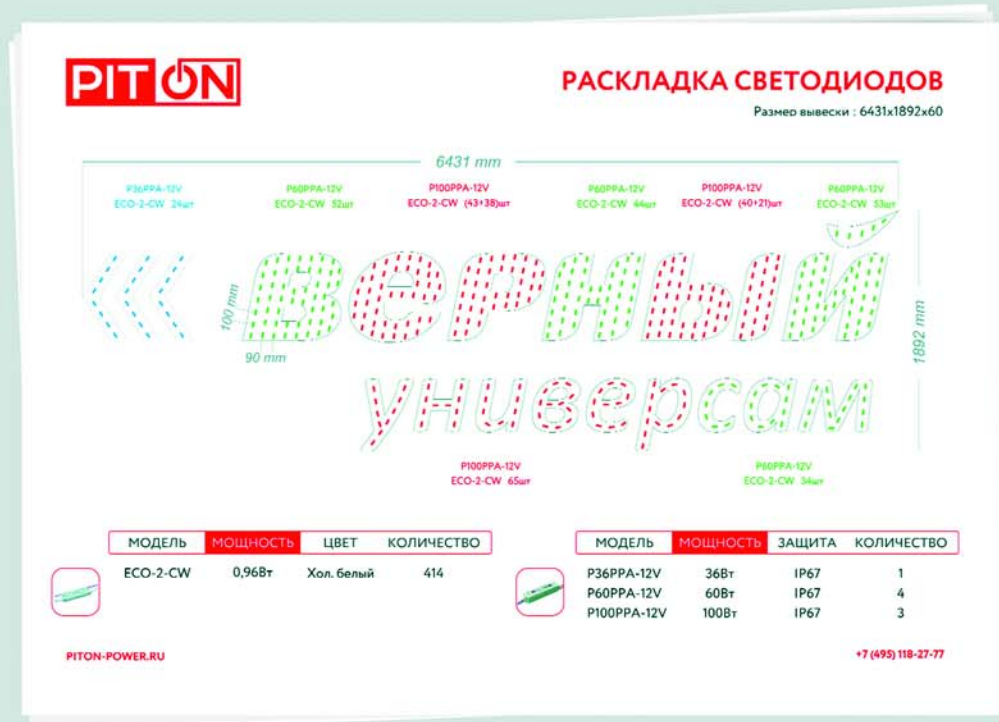 PITON
РАСКЛАДКА СВЕТОДИОДОВ
Размер вывески : 6431x1892x60
6431 mm
P36PPA-12V
ECO-2-CW 24шт
P60PPA-12V
ECO-2-CW 52шт
P100PPA-12V
ECO-2-CW (43+38)шт
P60PPA-12V
ECO-2-CW 44шт
P100PPA-12V
ECO-2-CW (40+21)шт
P60PPA-12V
ECO-2-CW 53шт
верный
100 mm
90 mm
1892 mm
универсам
P100PPA-12V
ECO-2-CW 65шт
P60PPA-12V
ECO-2-CW 34шт
МОДЕЛЬ МОЩНОСТЬ ЦВЕТ КОЛИЧЕСТВО
ECO-2-CW 0,96Вт Хол. белый 414
МОДЕЛЬ МОЩНОСТЬ ЗАЩИТА КОЛИЧЕСТВО
P36PPA-12V 36Вт IP67 1
P60PPA-12V 60Вт IP67 4
P100PPA-12V 100Вт IP67 3
PITON-POWER.RU
+7 (495) 118-27-77